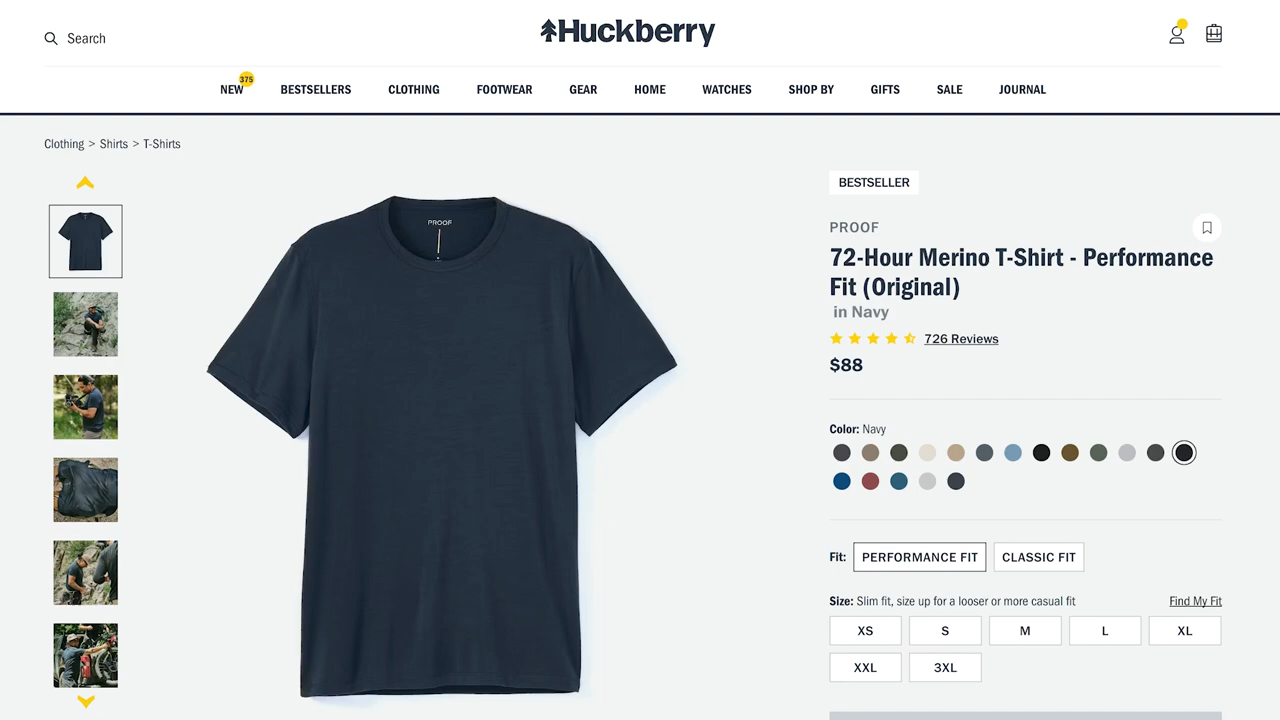 Search
Huckberry
375
NEW BESTSELLERS CLOTHING FOOTWEAR GEAR HOME WATCHES SHOP BY GIFTS SALE JOURNAL
Clothing > Shirts > T-Shirts
PROOF
BESTSELLER
PROOF
72-Hour Merino T-Shirt - Performance
Fit (Original)
in Navy
726 Reviews
$88
Color: Navy
Fit: PERFORMANCE FIT CLASSIC FIT
Size: Slim fit, size up for a looser or more casual fit Find My Fit
XS S M L XL
XXL 3XL